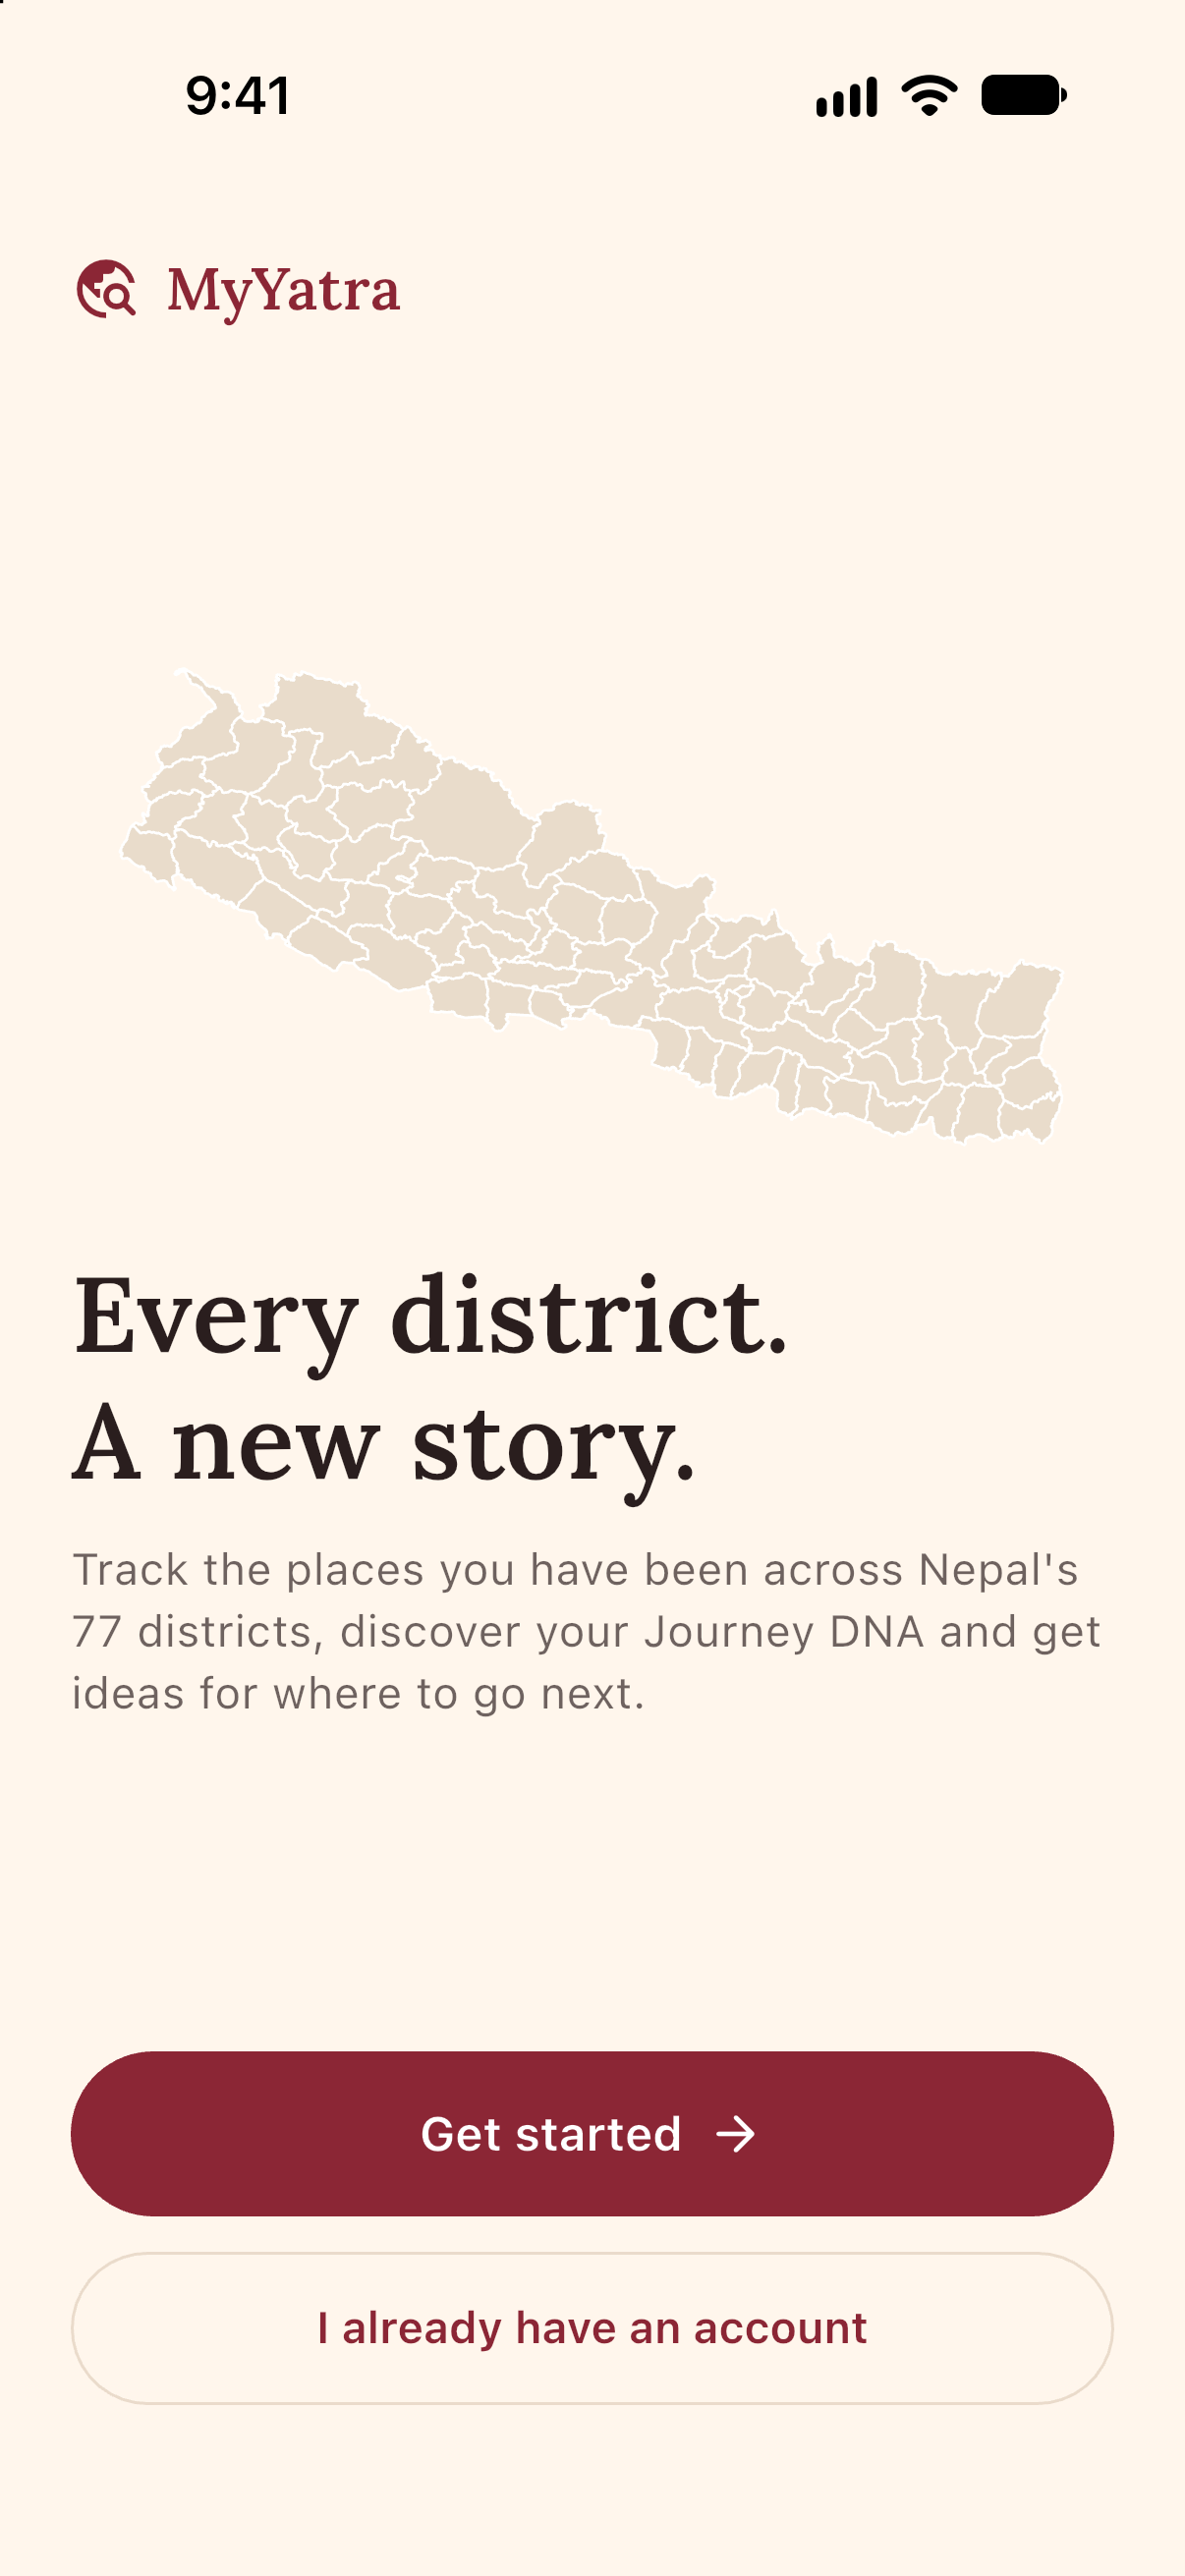 9:41
MyYatra
Every district.
A new story.
Track the places you have been across Nepal's
77 districts, discover your Journey DNA and get
ideas for where to go next.
Get started →
I already have an account